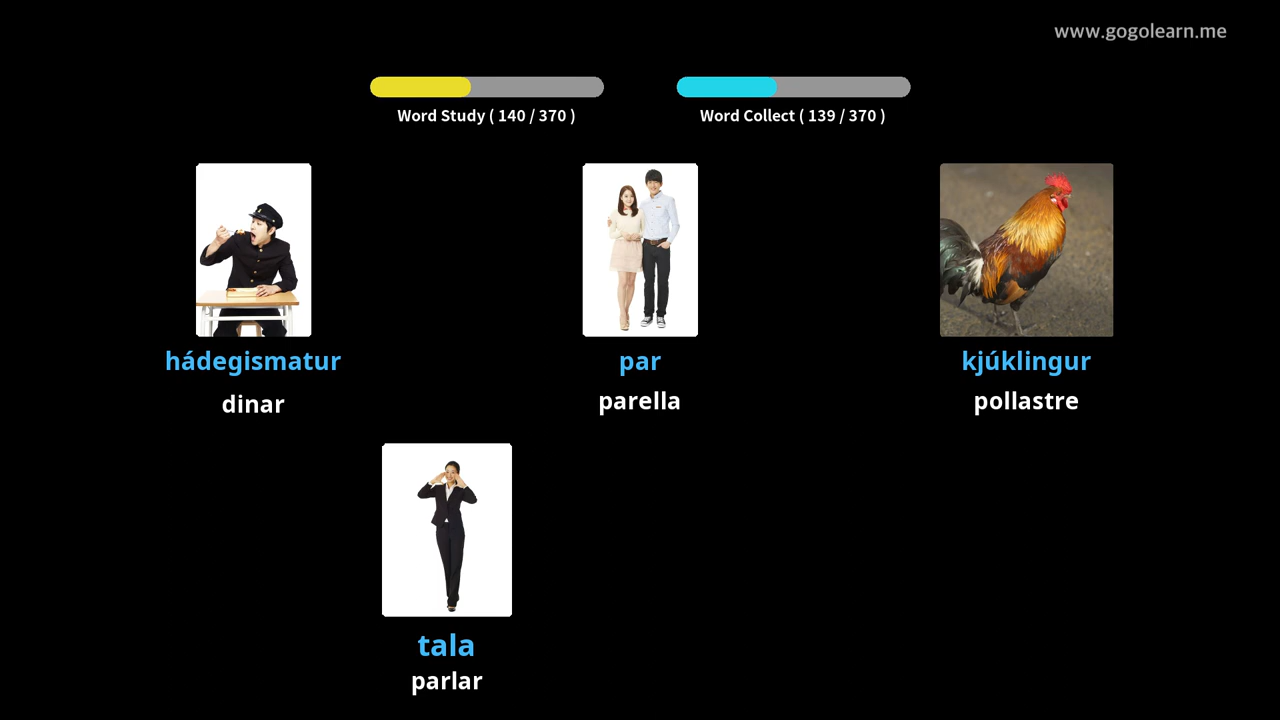 www.gogolearn.me
Word Study ( 140 / 370 )
Word Collect ( 139 / 370 )
hádegismatur
dinar
par
parella
kjúklingur
pollastre
tala
parlar